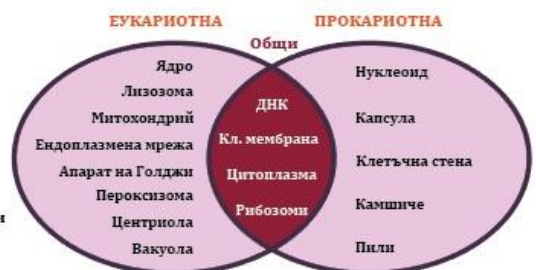 ЕУКАРИОТНА
ПРОКАРИОТНА
Общи
Ядро
Лизозома
Митохондрий
Ендоплазмена мрежа
Апарат на Голджи
Пероксизома
Центриола
Вакуола
ДНК
Кл. мембрана
Цитоплазма
Рибозоми
Нуклеоид
Капсула
Клетъчна стена
Камшиче
Пили